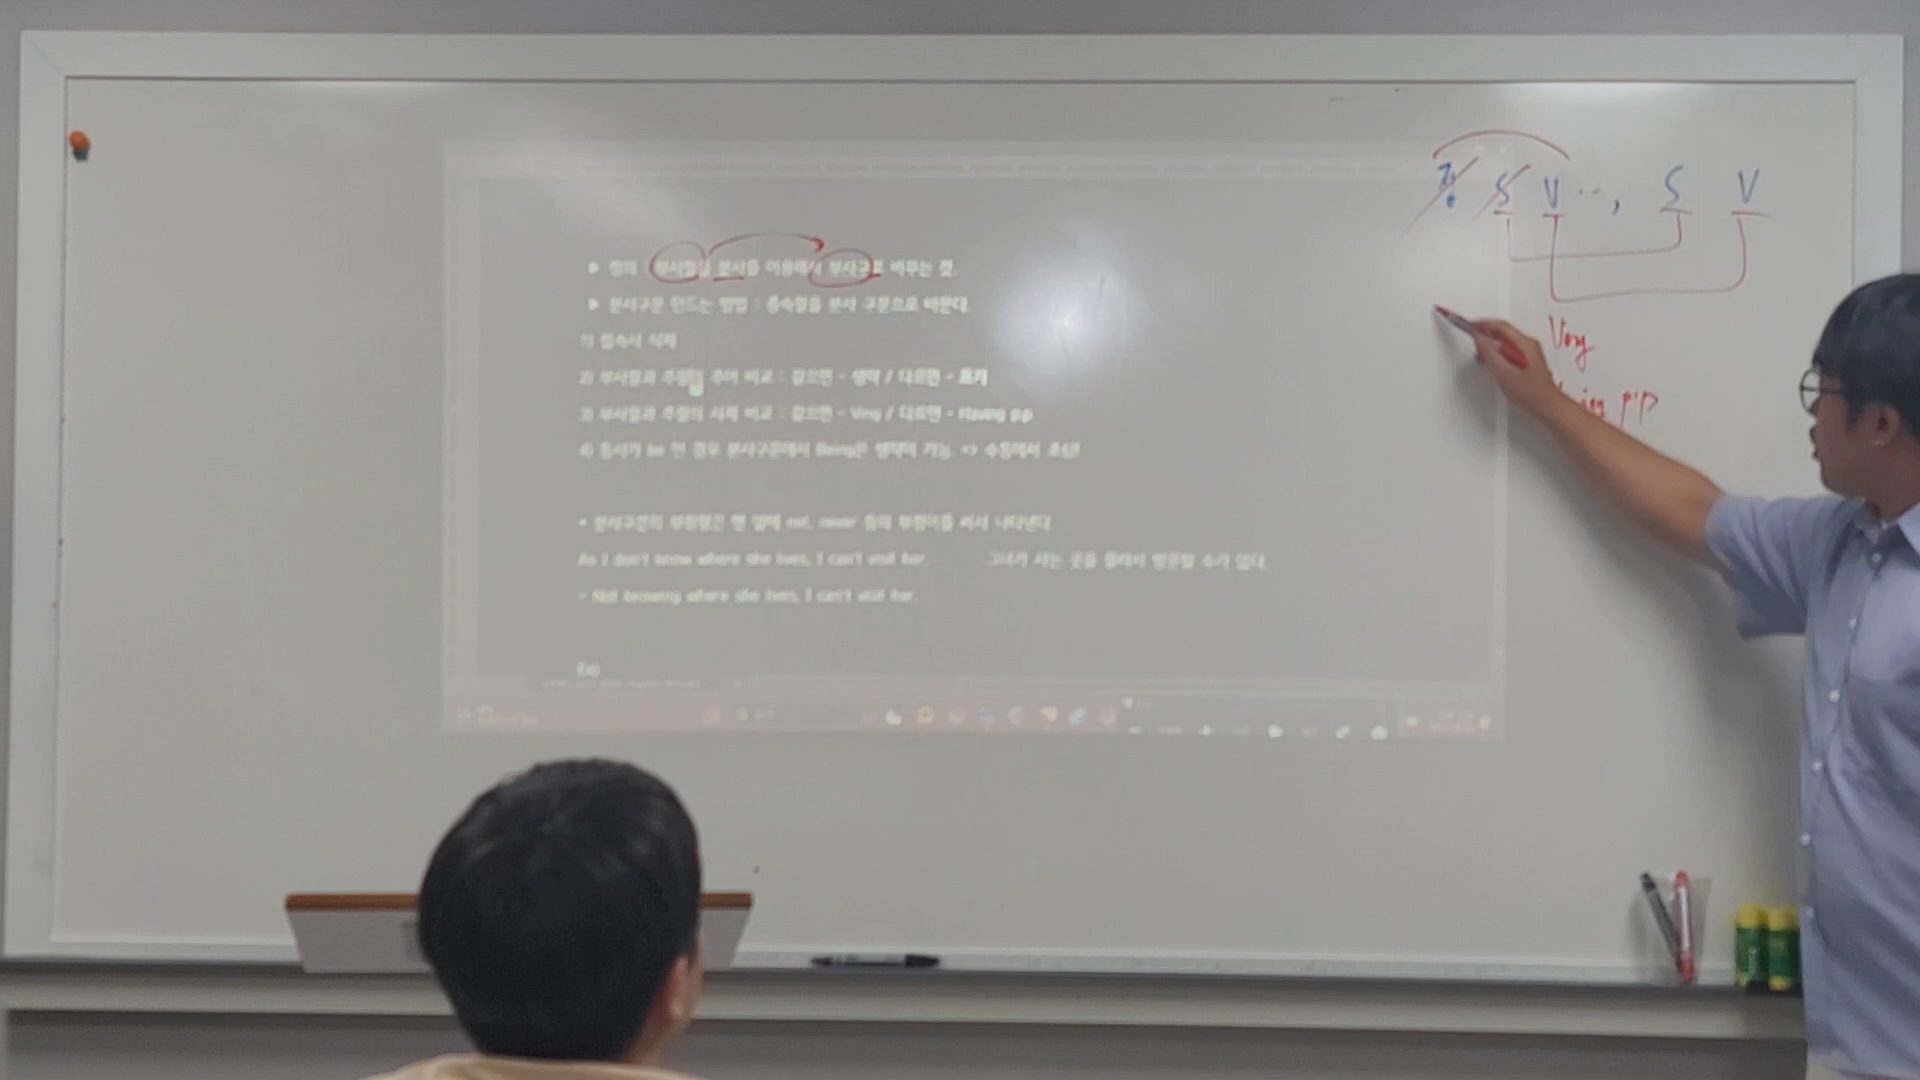 ▶ 정의 : 부사절을 분사를 이용해서 부사구로 바꾸는 것.
▶ 분사구문 만드는 방법 : 종속절을 분사 구문으로 바꾼다.
1) 접속사 삭제
2) 부사절과 주절의 주어 비교 : 같으면 - 생략 / 다르면 - 표기
3) 부사절과 주절의 시제 비교 : 같으면 - Ving / 다르면 - Having pp
4) 동사가 be 인 경우 분사구문에서 Being은 생략이 가능. => 수동에서 조심!
* 분사구문의 부정형은 맨 앞에 not, never 등의 부정어를 써서 나타낸다.
As I don't know where she lives, I can't visit her. 그녀가 사는 곳을 몰라서 방문할 수가 없다.
= Not knowing where she lives, I can't visit her.
Ex)
접 S V .., S V
Ving
ing p.p